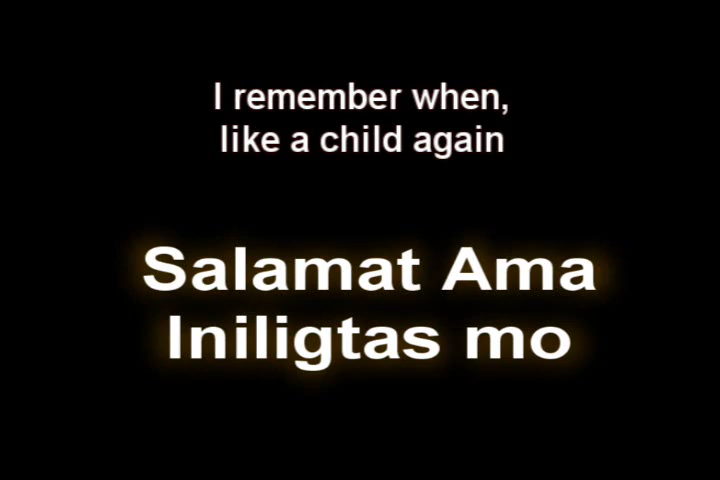 I remember when,
like a child again
Salamat Ama
Iniligtas mo